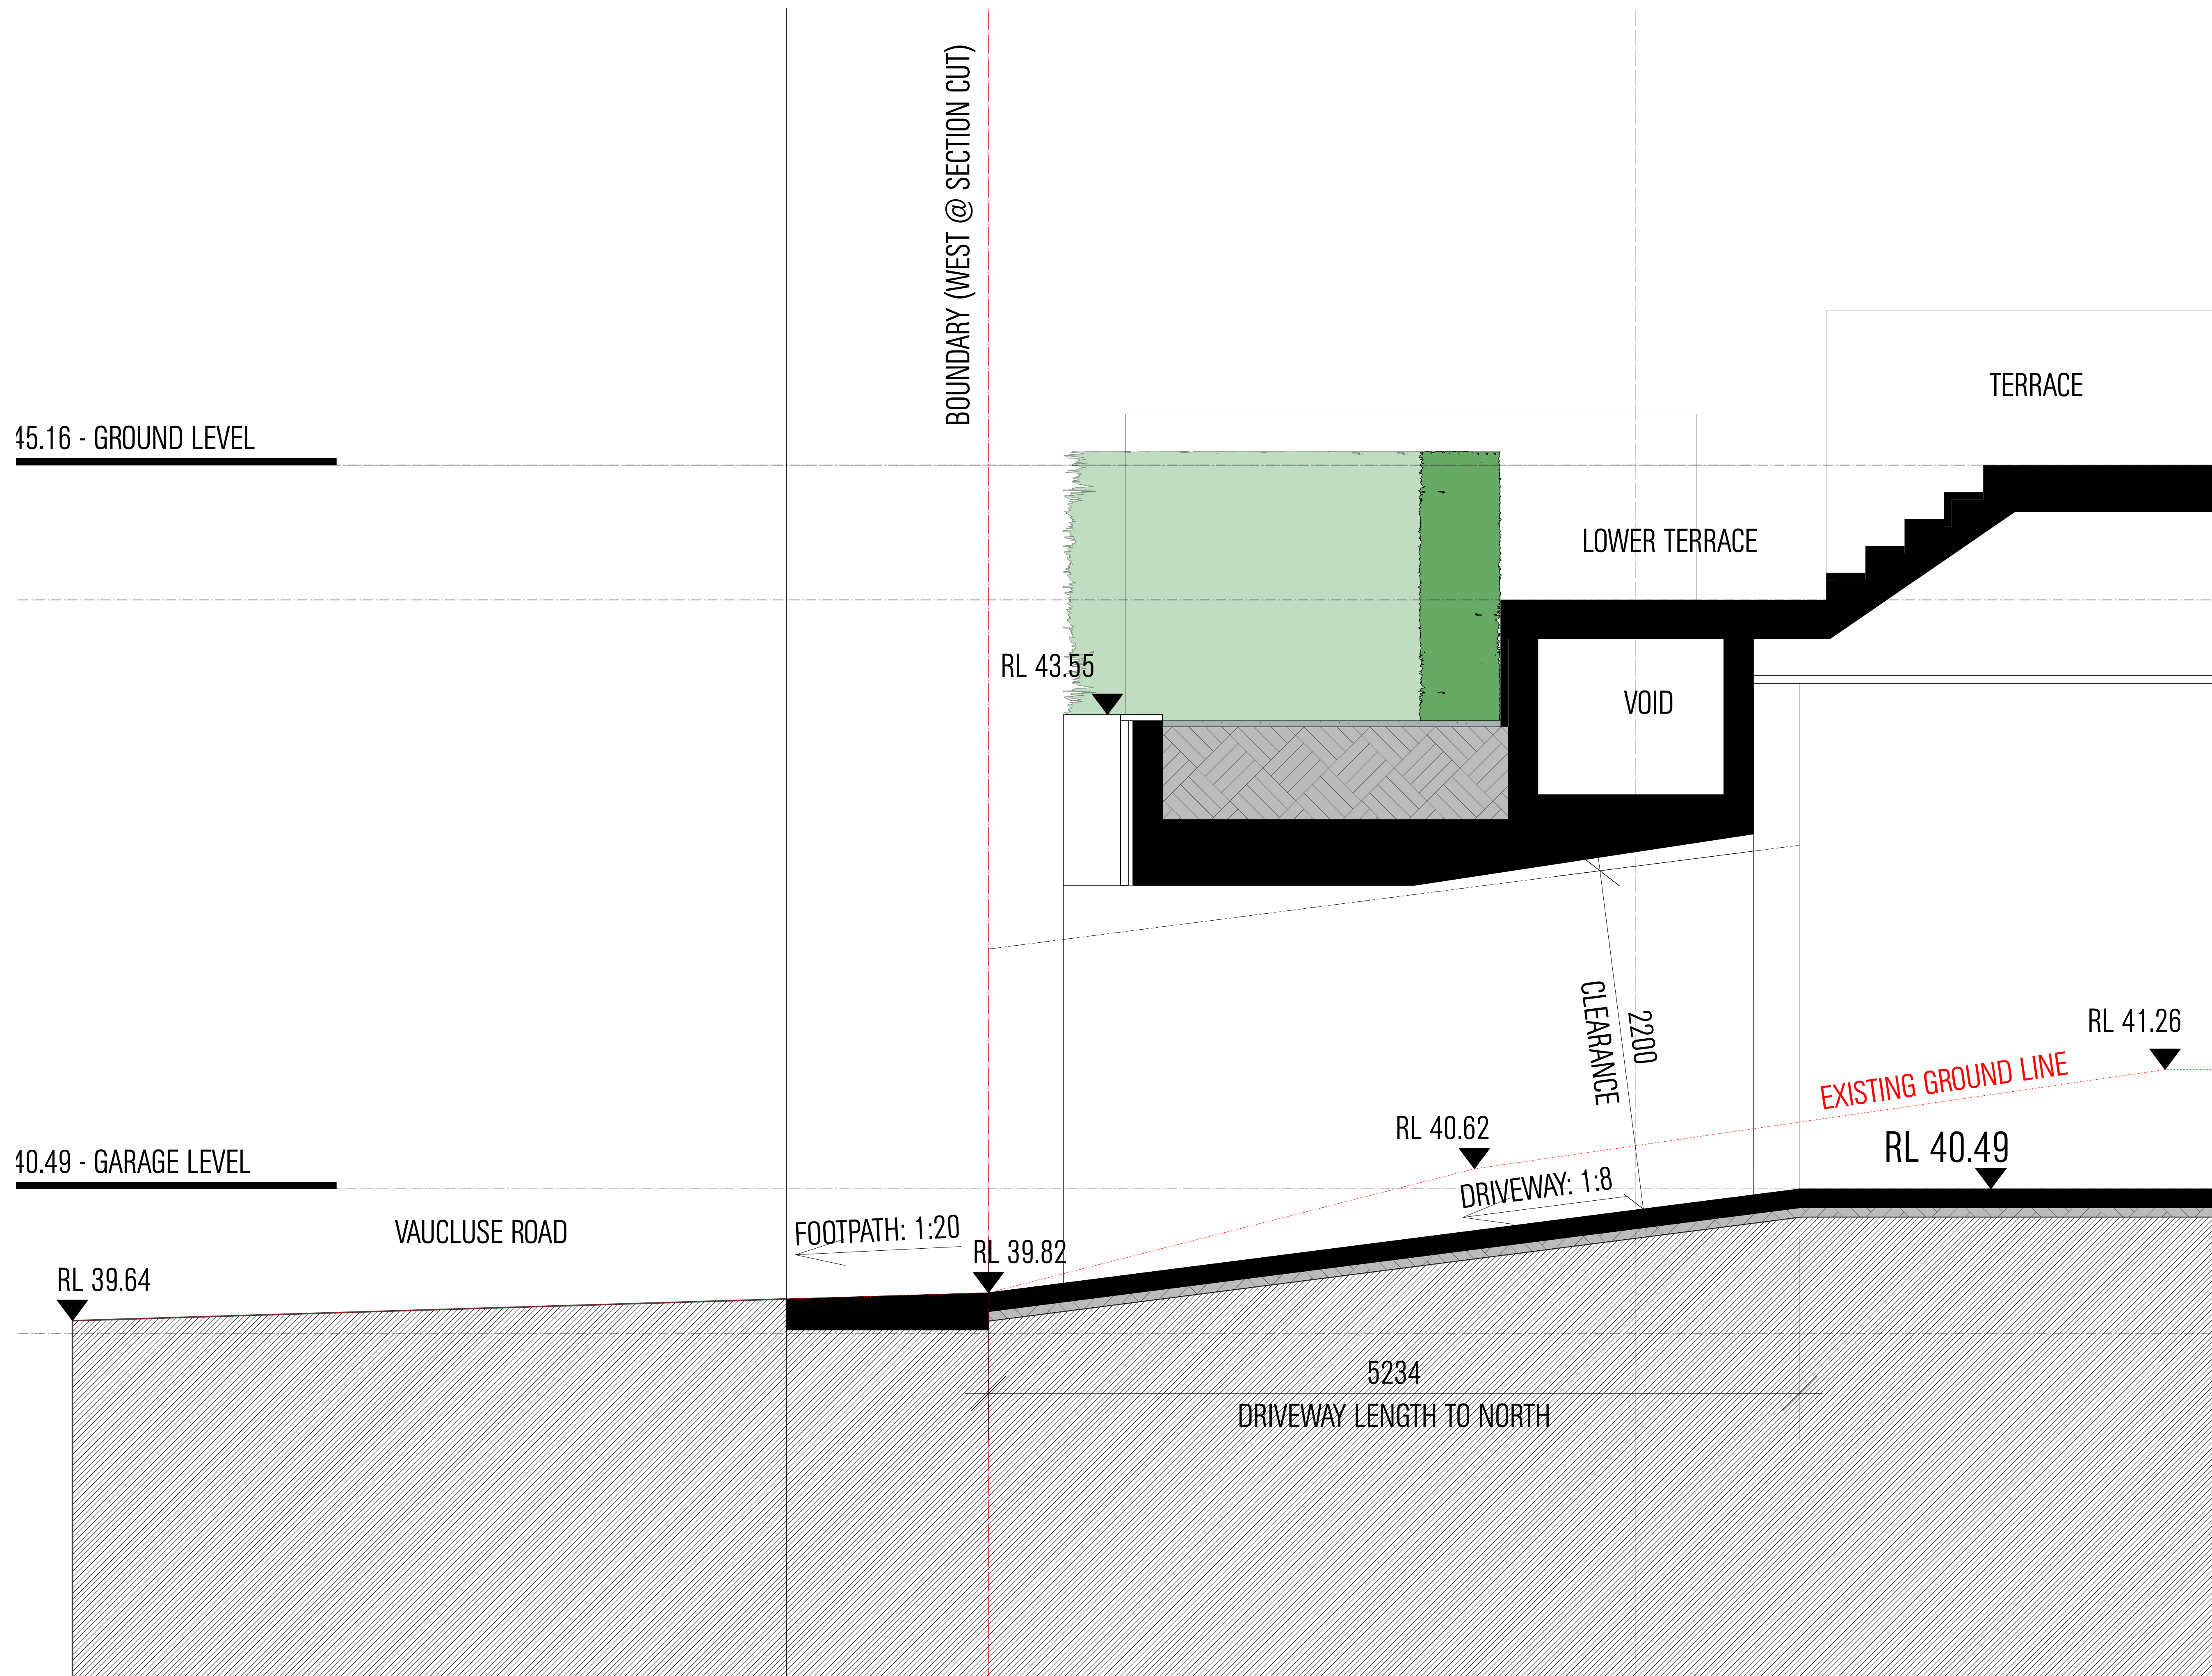 BOUNDARY (WEST @ SECTION CUT)
TERRACE
45.16 - GROUND LEVEL
LOWER TERRACE
RL 43.55
VOID
CLEARANCE
2200
RL 41.26
EXISTING GROUND LINE
RL 40.62
RL 40.49
40.49 - GARAGE LEVEL
DRIVEWAY: 1:8
VAUCLUSE ROAD
FOOTPATH: 1:20
RL 39.82
RL 39.64
5234
DRIVEWAY LENGTH TO NORTH